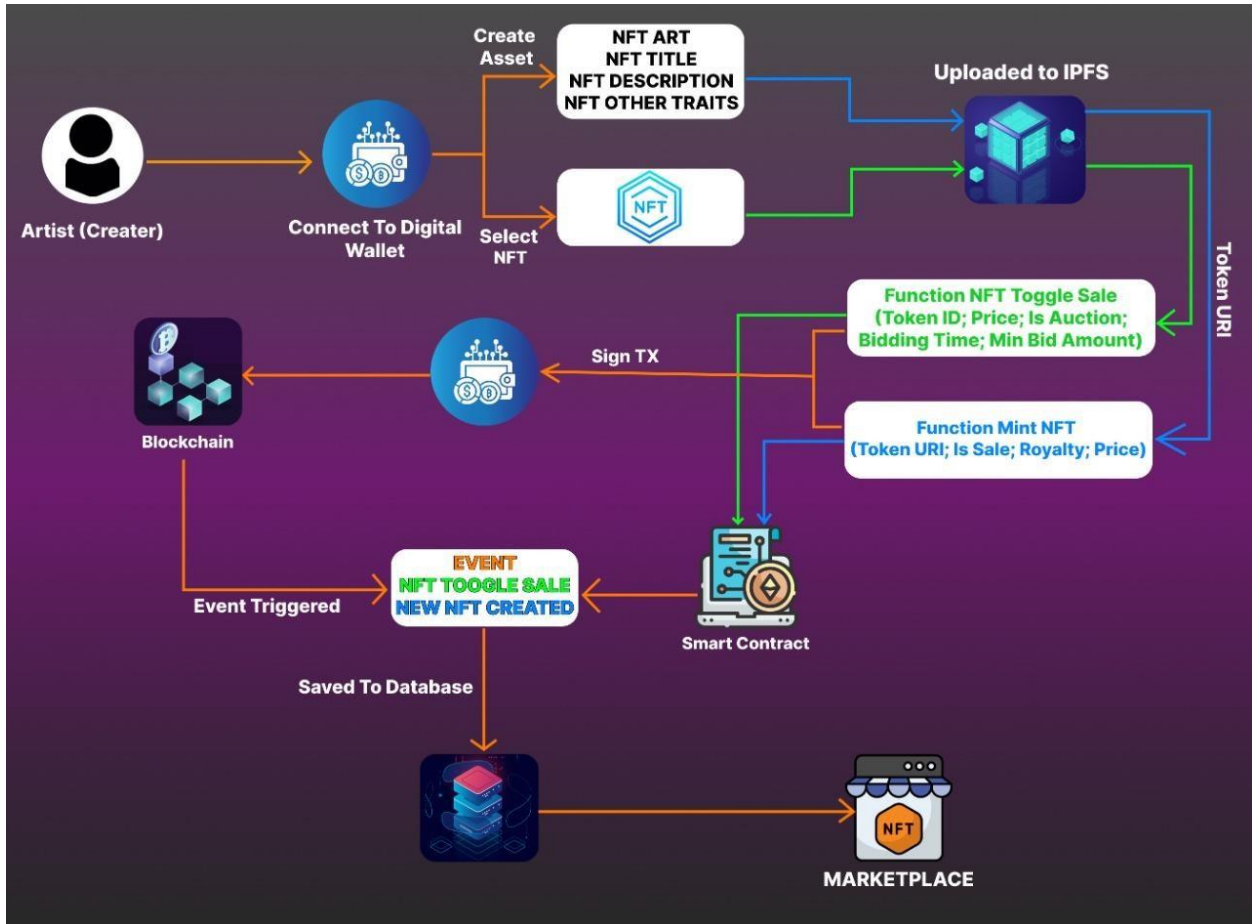 Create
Asset
NFT ART
NFT TITLE
NFT DESCRIPTION
NFT OTHER TRAITS
Uploaded to IPFS
Artist (Creater)
Connect To Digital
Wallet
Select
NFT
NFT
Token URI
Function NFT Toggle Sale
(Token ID; Price; Is Auction;
Bidding Time; Min Bid Amount)
Sign TX
Function Mint NFT
(Token URI; Is Sale; Royalty; Price)
Blockchain
EVENT
NFT TOOGLE SALE
NEW NFT CREATED
Event Triggered
Smart Contract
Saved To Database
NFT
MARKETPLACE